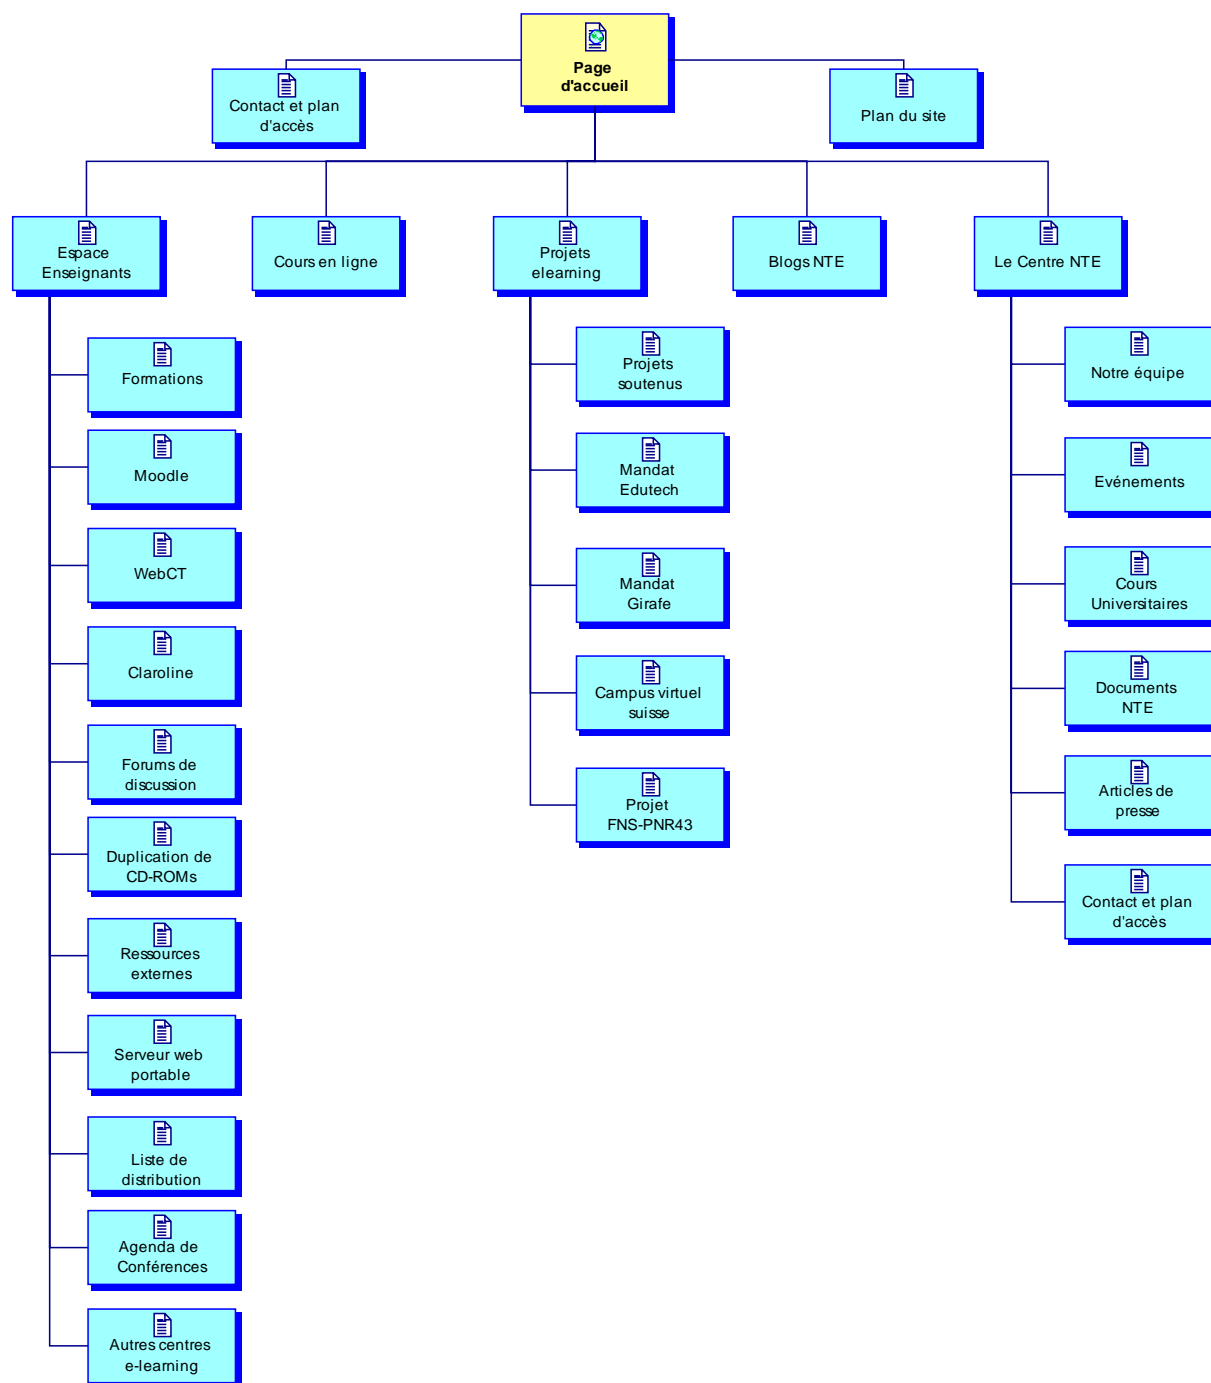 Page
d'accueil
Contact et plan
d'accès
Plan du site
Espace
Enseignants
Cours en ligne
Projets
elearning
Blogs NTE
Le Centre NTE
Formations
Moodle
WebCT
Claroline
Forums de
discussion
Duplication de
CD-ROMs
Ressources
externes
Serveur web
portable
Liste de
distribution
Agenda de
Conférences
Autres centres
e-learning
Projets
soutenus
Mandat
Edutech
Mandat
Girafe
Campus virtuel
suisse
Projet
FNS-PNR43
Notre équipe
Evénements
Cours
Universitaires
Documents
NTE
Articles de
presse
Contact et plan
d'accès